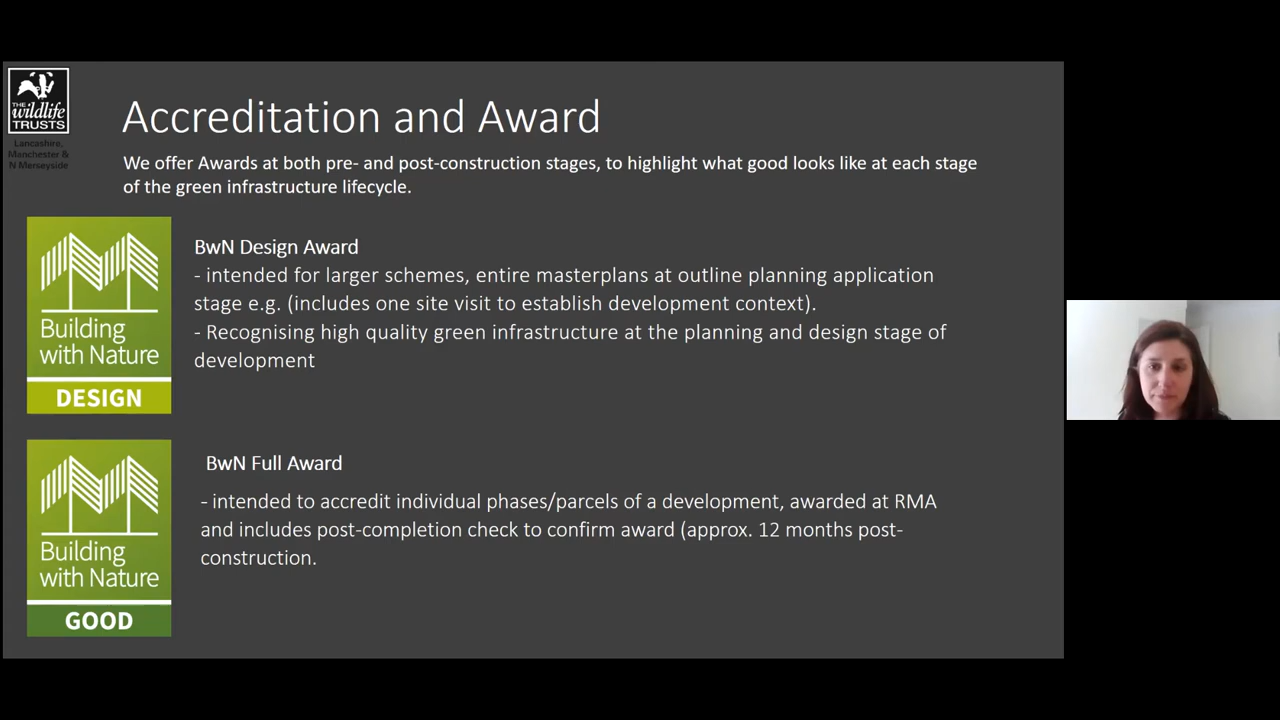 THE
wildlife
TRUSTS
Lancashire,
Manchester &
N Merseyside
Accreditation and Award
We offer Awards at both pre- and post-construction stages, to highlight what good looks like at each stage
of the green infrastructure lifecycle.
Building
with Nature
DESIGN
BwN Design Award
- intended for larger schemes, entire masterplans at outline planning application
stage e.g. (includes one site visit to establish development context).
- Recognising high quality green infrastructure at the planning and design stage of
development
Building
with Nature
GOOD
BwN Full Award
- intended to accredit individual phases/parcels of a development, awarded at RMA
and includes post-completion check to confirm award (approx. 12 months post-
construction.